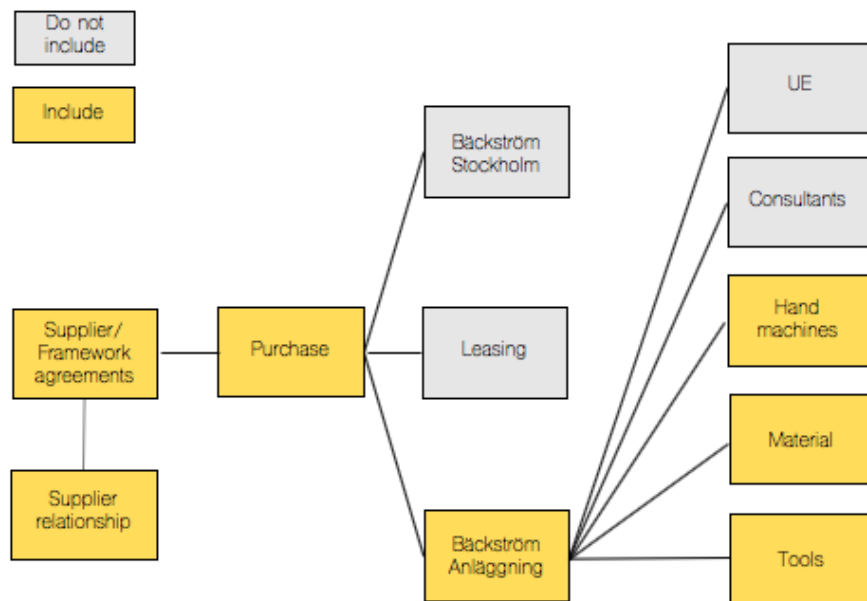 Do not
include
Include
Bäckström
Stockholm
UE
Consultants
Supplier/
Framework
agreements
Purchase
Leasing
Hand
machines
Material
Supplier
relationship
Bäckström
Anläggning
Tools